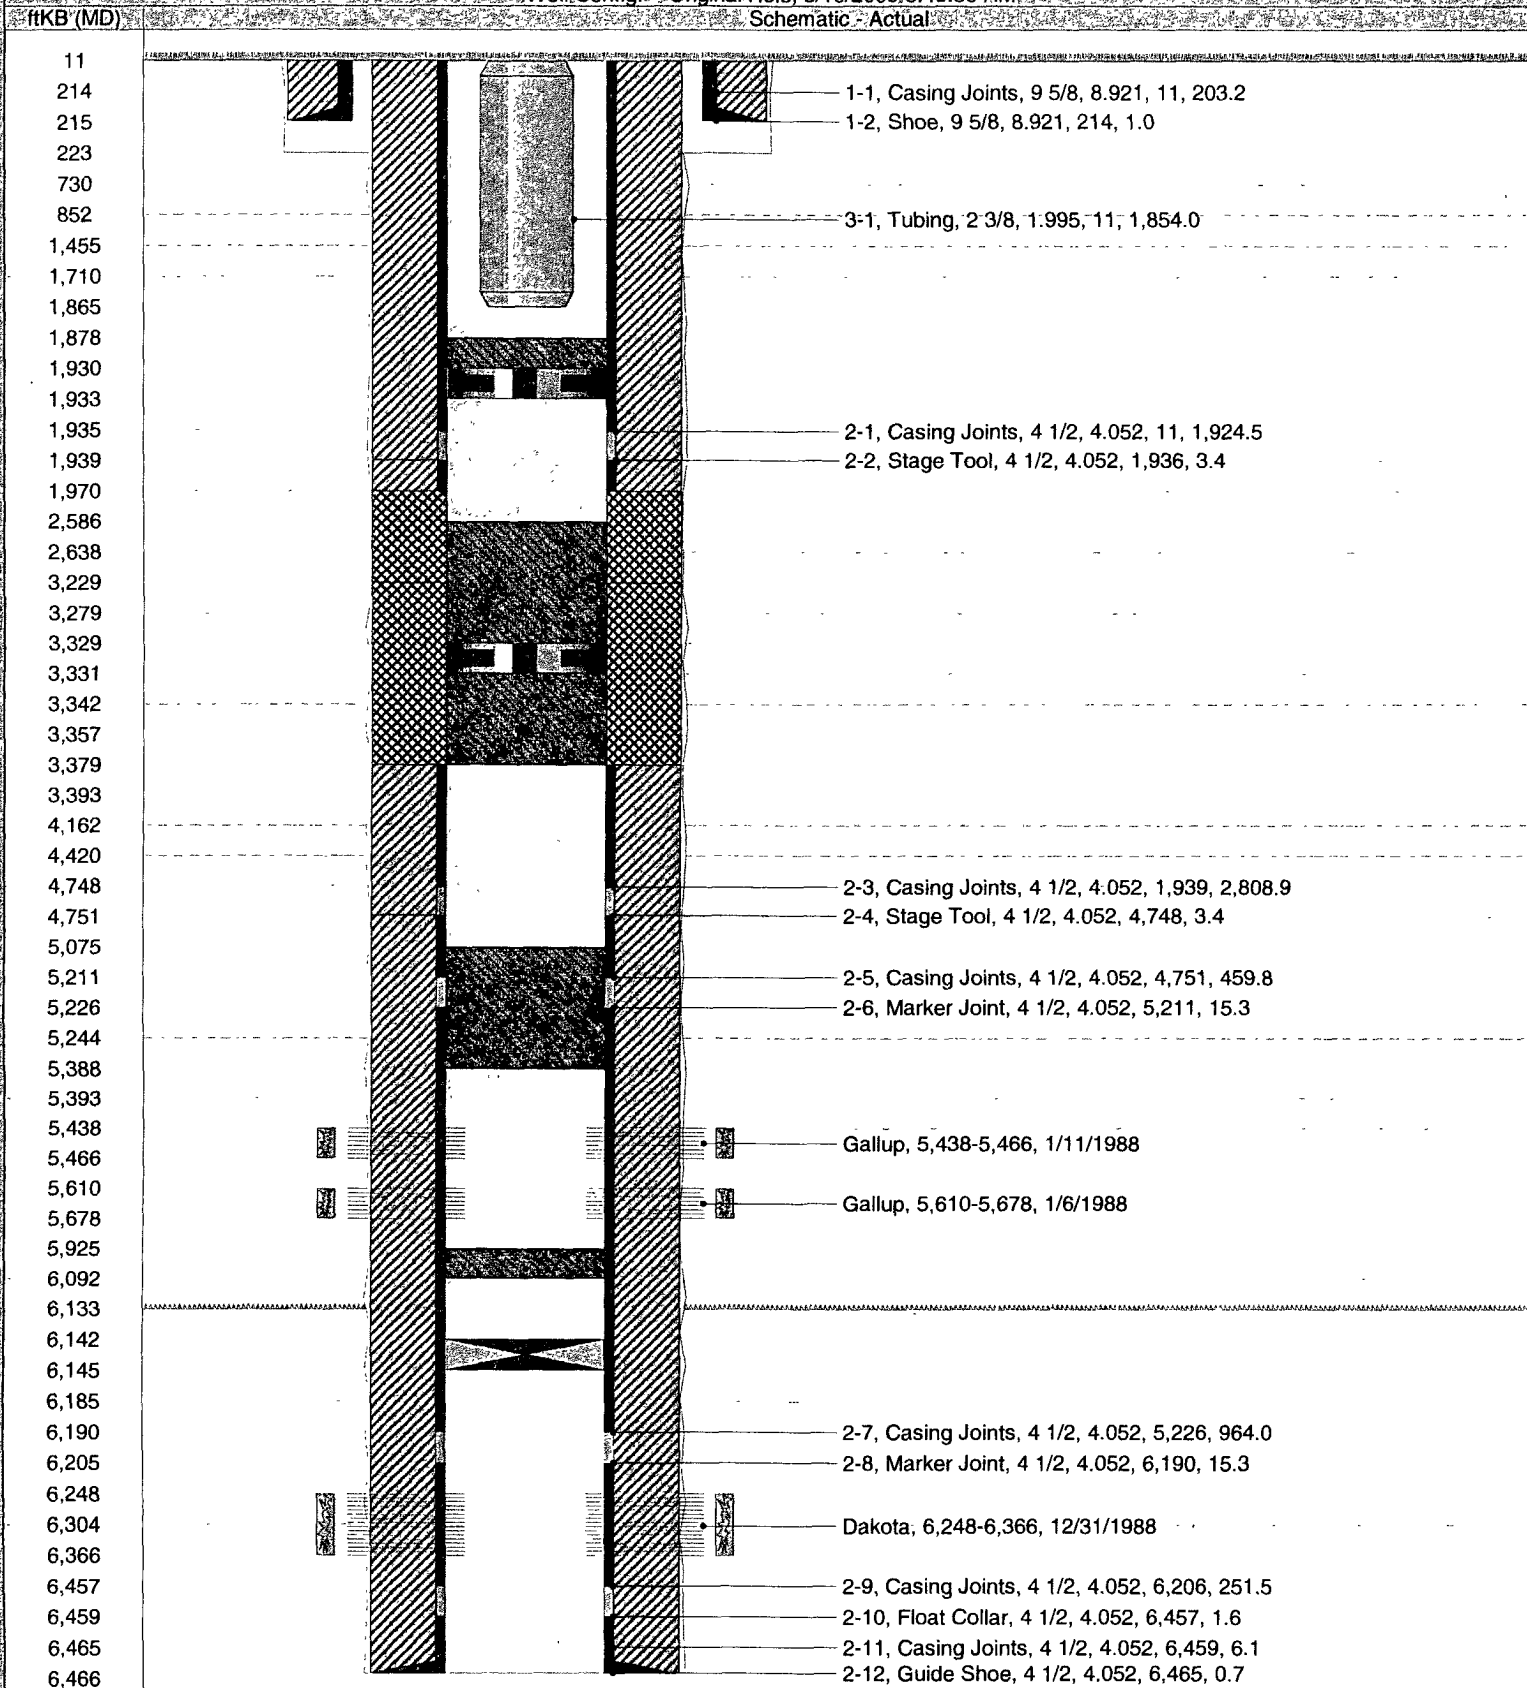 ftKB (MD)
Schematic - Actual
11
214
1-1, Casing Joints, 9 5/8, 8.921, 11, 203.2
215
1-2, Shoe, 9 5/8, 8.921, 214, 1.0
223
730
852
3-1, Tubing, 2 3/8, 1.995, 11, 1,854.0
1,455
1,710
1,865
1,878
1,930
1,933
1,935
2-1, Casing Joints, 4 1/2, 4.052, 11, 1,924.5
1,939
2-2, Stage Tool, 4 1/2, 4.052, 1,936, 3.4
1,970
2,586
2,638
3,229
3,279
3,329
3,331
3,342
3,357
3,379
3,393
4,162
4,420
4,748
2-3, Casing Joints, 4 1/2, 4.052, 1,939, 2,808.9
4,751
2-4, Stage Tool, 4 1/2, 4.052, 4,748, 3.4
5,075
5,211
2-5, Casing Joints, 4 1/2, 4.052, 4,751, 459.8
5,226
2-6, Marker Joint, 4 1/2, 4.052, 5,211, 15.3
5,244
5,388
5,393
5,438
Gallup, 5,438-5,466, 1/11/1988
5,466
5,610
Gallup, 5,610-5,678, 1/6/1988
5,678
5,925
6,092
6,133
6,142
6,145
6,185
6,190
2-7, Casing Joints, 4 1/2, 4.052, 5,226, 964.0
6,205
2-8, Marker Joint, 4 1/2, 4.052, 6,190, 15.3
6,248
6,304
Dakota, 6,248-6,366, 12/31/1988
6,366
6,457
2-9, Casing Joints, 4 1/2, 4.052, 6,206, 251.5
6,459
2-10, Float Collar, 4 1/2, 4.052, 6,457, 1.6
6,465
2-11, Casing Joints, 4 1/2, 4.052, 6,459, 6.1
6,466
2-12, Guide Shoe, 4 1/2, 4.052, 6,465, 0.7